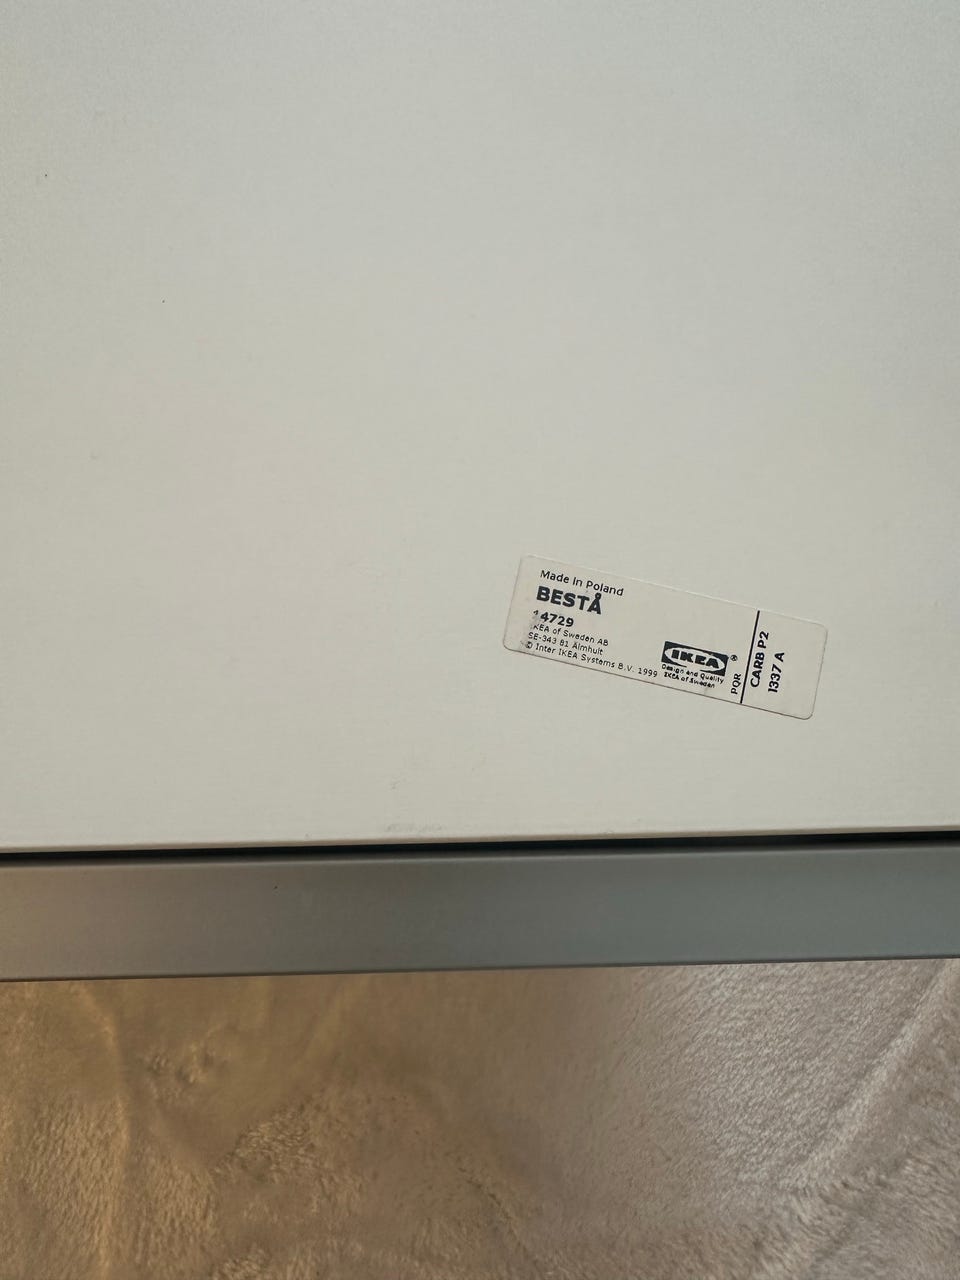 Made in Poland
BESTÅ
14729
IKEA of Sweden AB
SE-343 81 Älmhult
© Inter IKEA Systems B.V. 1999
IKEA®
Design and Quality
IKEA of Sweden
PQR
CARB P2
1337 A